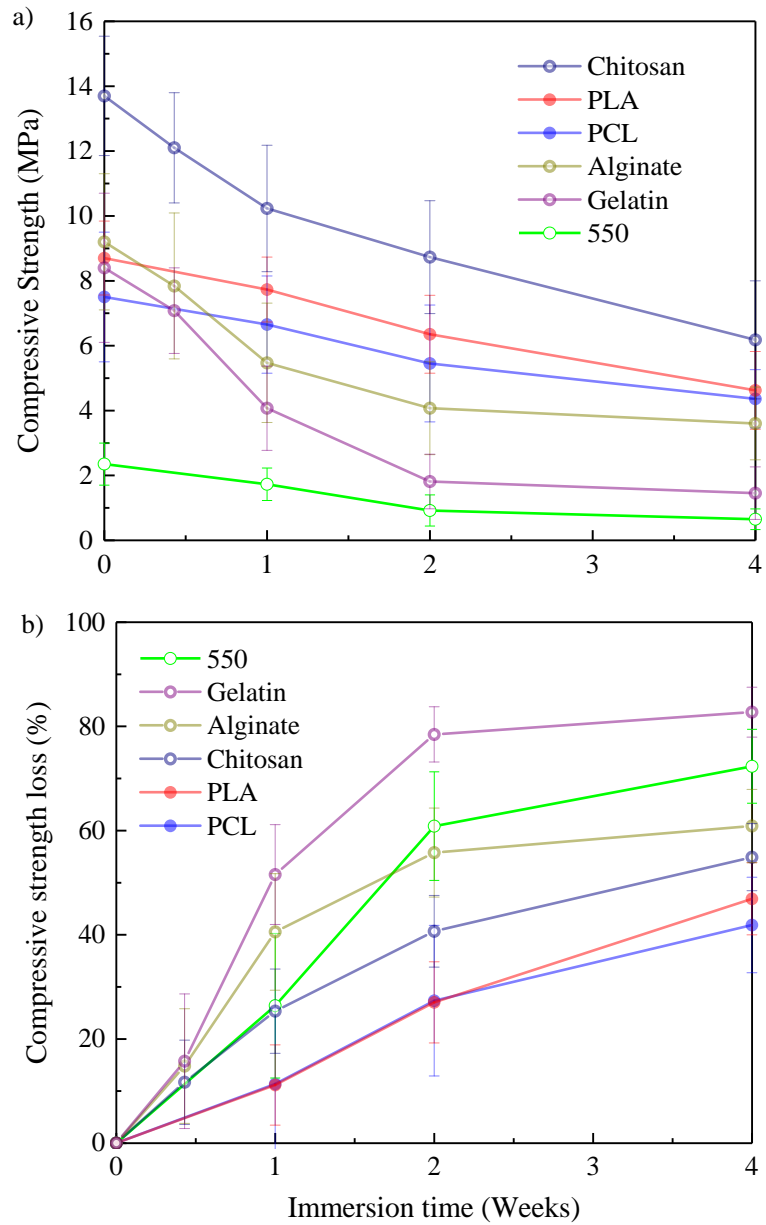 a)
Compressive Strength (MPa)
16
14
12
10
8
6
4
2
0
Chitosan
PLA
PCL
Alginate
Gelatin
550
0 1 2 3 4
b)
Compressive strength loss (%)
100
80
60
40
20
0
550
Gelatin
Alginate
Chitosan
PLA
PCL
0 1 2 3 4
Immersion time (Weeks)